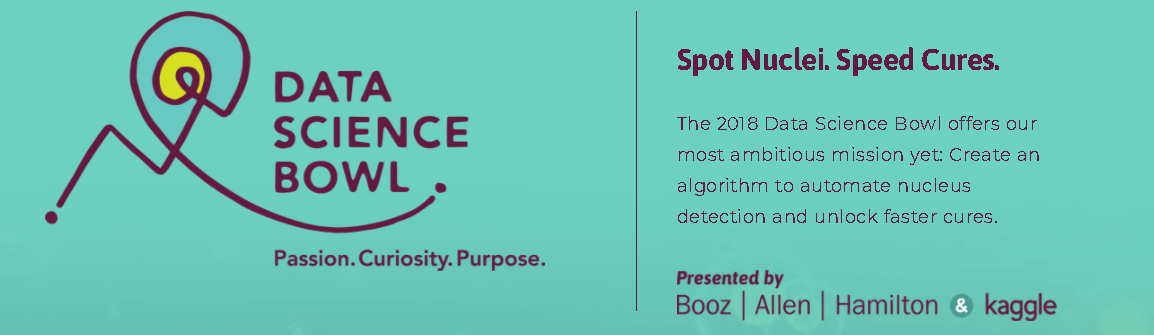 DATA
SCIENCE
BOWL
Passion. Curiosity. Purpose.
Spot Nuclei. Speed Cures.
The 2018 Data Science Bowl offers our
most ambitious mission yet: Create an
algorithm to automate nucleus
detection and unlock faster cures.
Presented by
Booz | Allen | Hamilton & kaggle